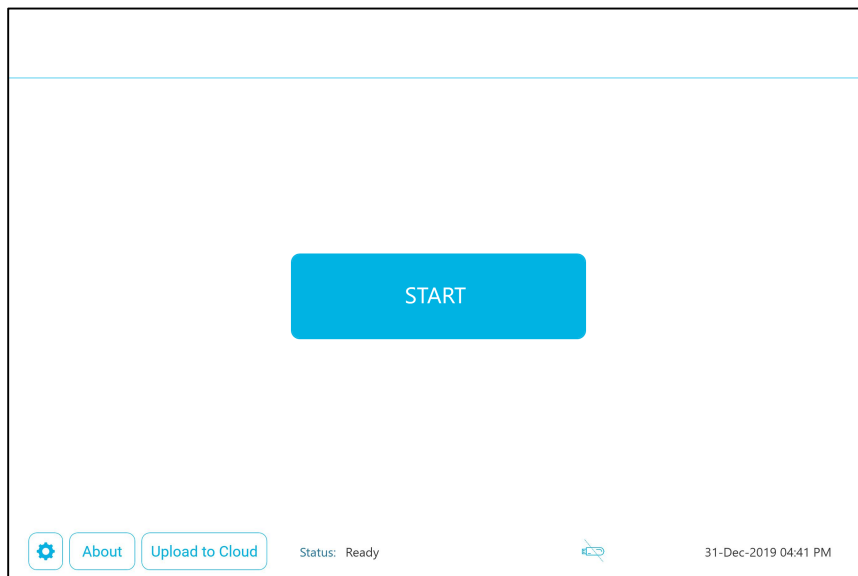 START
About
Upload to Cloud
Status: Ready
31-Dec-2019 04:41 PM